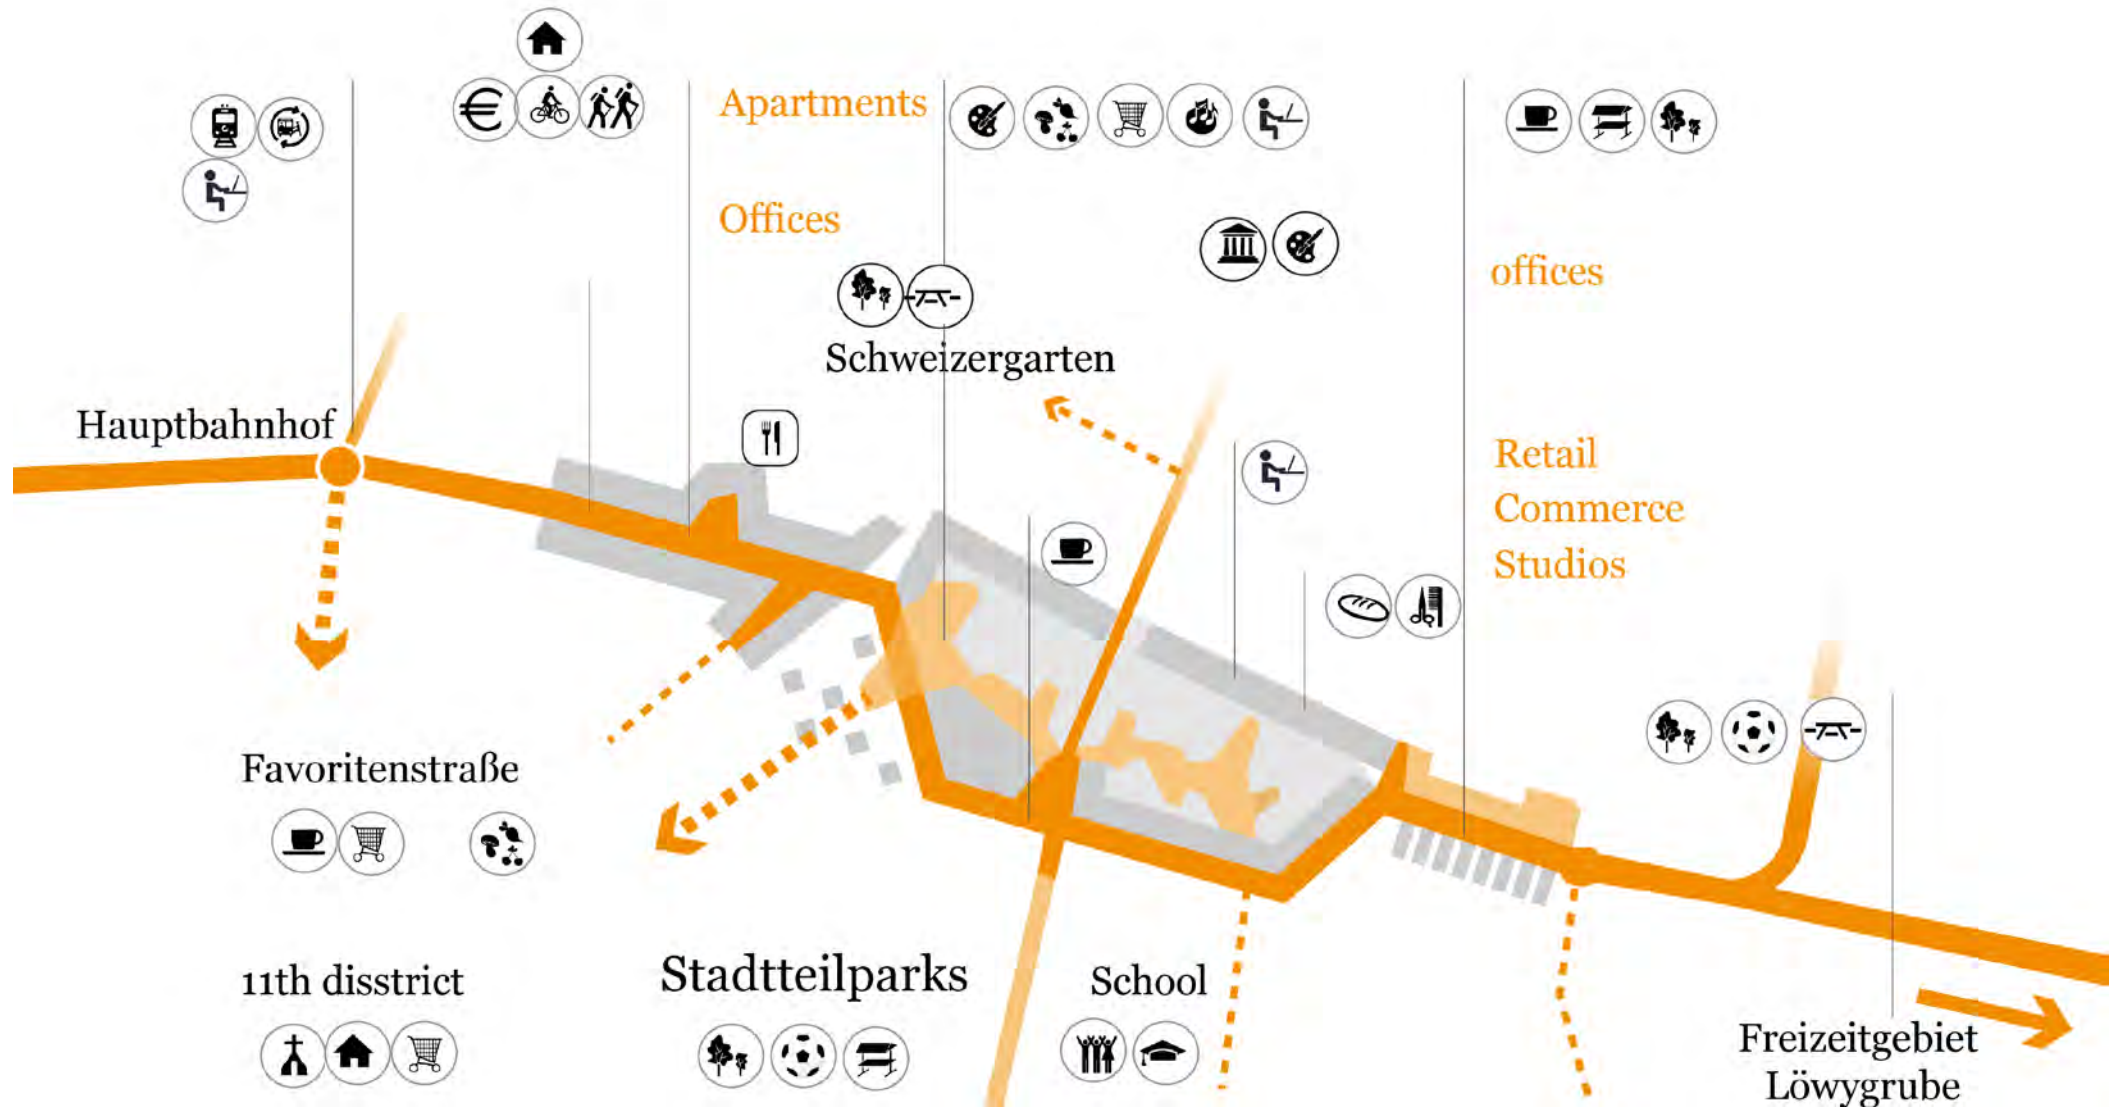 Apartments
Offices
offices
Schweizergarten
Hauptbahnhof
Retail
Commerce
Studios
Favoritenstraße
11th disstrict
Stadtteilparks
School
Freizeitgebiet
Löwygrube